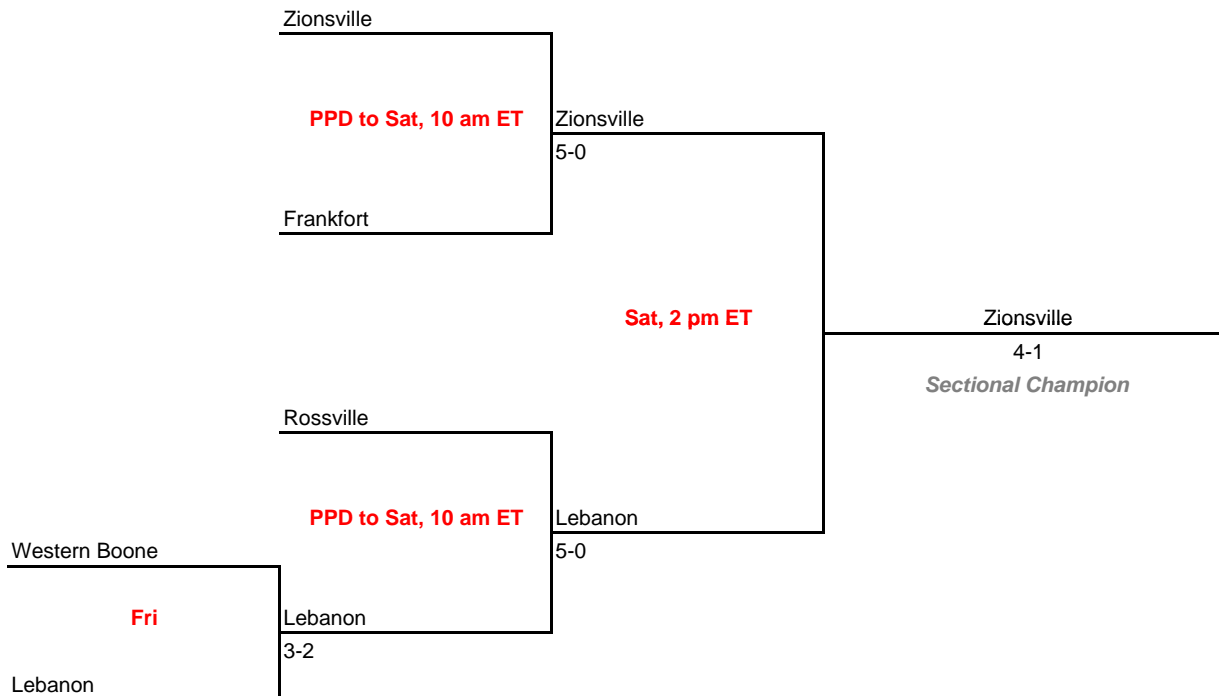 Zionsville
PPD to Sat, 10 am ET
Zionsville
5-0
Frankfort
Sat, 2 pm ET
Zionsville
4-1
Sectional Champion
Rossville
PPD to Sat, 10 am ET
Lebanon
5-0
Western Boone
Fri
Lebanon
3-2
Lebanon